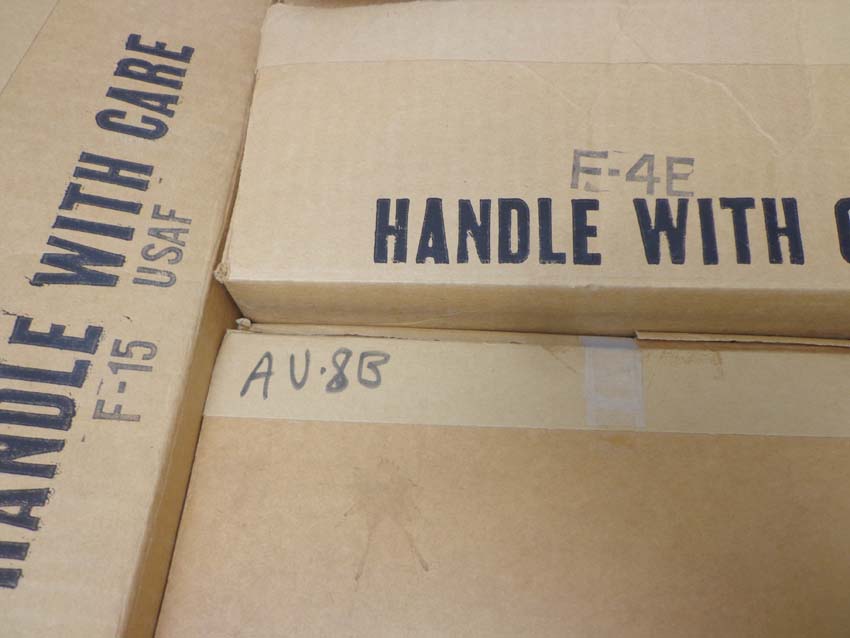 HANDLE WITH CARE
F-15 USAF
F-4E
HANDLE WITH
AV-8B